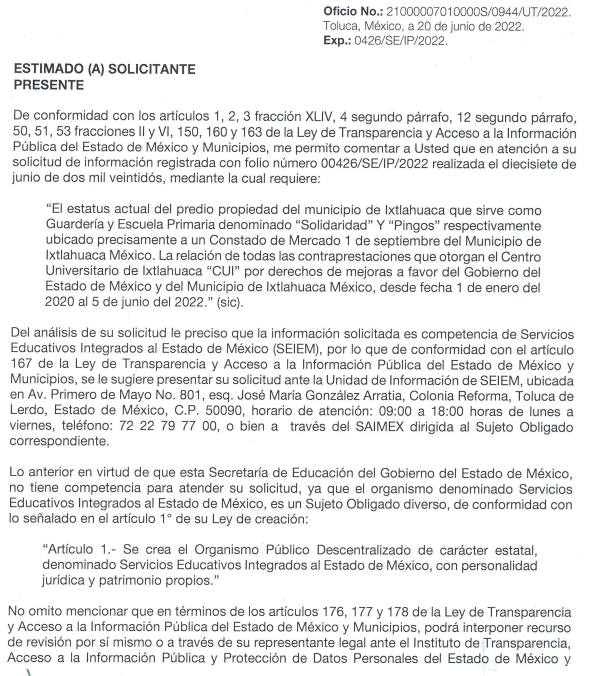 Oficio No.: 21000007010000S/0944/UT/2022.
Toluca, México, a 20 de junio de 2022.
Exp.: 0426/SE/IP/2022.
ESTIMADO (A) SOLICITANTE
PRESENTE
De conformidad con los artículos 1, 2, 3 fracción XLIV, 4 segundo párrafo, 12 segundo párrafo,
50, 51, 53 fracciones II y VI, 150, 160 y 163 de la Ley de Transparencia y Acceso a la Información
Pública del Estado de México y Municipios, me permito comentar a Usted que en atención a su
solicitud de información registrada con folio número 00426/SE/IP/2022 realizada el diecisiete de
junio de dos mil veintidós, mediante la cual requiere:
“El estatus actual del predio propiedad del municipio de Ixtlahuaca que sirve como
Guardería y Escuela Primaria denominado “Solidaridad” Y “Pingos” respectivamente
ubicado precisamente a un Constado de Mercado 1 de septiembre del Municipio de
Ixtlahuaca México. La relación de todas las contraprestaciones que otorgan el Centro
Universitario de Ixtlahuaca “CUI” por derechos de mejoras a favor del Gobierno del
Estado de México y del Municipio de Ixtlahuaca México, desde fecha 1 de enero del
2020 al 5 de junio del 2022.” (sic).
Del análisis de su solicitud le preciso que la información solicitada es competencia de Servicios
Educativos Integrados al Estado de México (SEIEM), por lo que de conformidad con el artículo
167 de la Ley de Transparencia y Acceso a la Información Pública del Estado de México y
Municipios, se le sugiere presentar su solicitud ante la Unidad de Información de SEIEM, ubicada
en Av. Primero de Mayo No. 801, esq. José María González Arratia, Colonia Reforma, Toluca de
Lerdo, Estado de México, C.P. 50090, horario de atención: 09:00 a 18:00 horas de lunes a
viernes, teléfono: 72 22 79 77 00, o bien a través del SAIMEX dirigida al Sujeto Obligado
correspondiente.
Lo anterior en virtud de que esta Secretaría de Educación del Gobierno del Estado de México,
no tiene competencia para atender su solicitud, ya que el organismo denominado Servicios
Educativos Integrados al Estado de México, es un Sujeto Obligado diverso, de conformidad con
lo señalado en el artículo 1° de su Ley de creación:
“Artículo 1.- Se crea el Organismo Público Descentralizado de carácter estatal,
denominado Servicios Educativos Integrados al Estado de México, con personalidad
jurídica y patrimonio propios.”
No omito mencionar que en términos de los artículos 176, 177 y 178 de la Ley de Transparencia
y Acceso a la Información Pública del Estado de México y Municipios, podrá interponer recurso
de revisión por sí mismo o a través de su representante legal ante el Instituto de Transparencia,
Acceso a la Información Pública y Protección de Datos Personales del Estado de México y